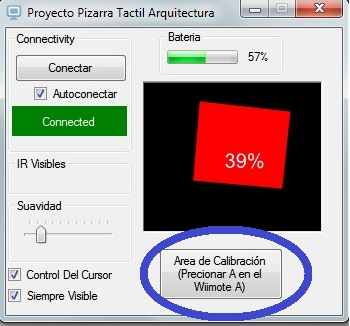 Proyecto Pizarra Tactil Arquitectura
Connectivity
Conectar
Autoconectar
Connected
IR Visibles
Suavidad
Control Del Cursor
Siempre Visible
Bateria
57%
39%
Area de Calibración
(Precionar A en el
Wiimote A)